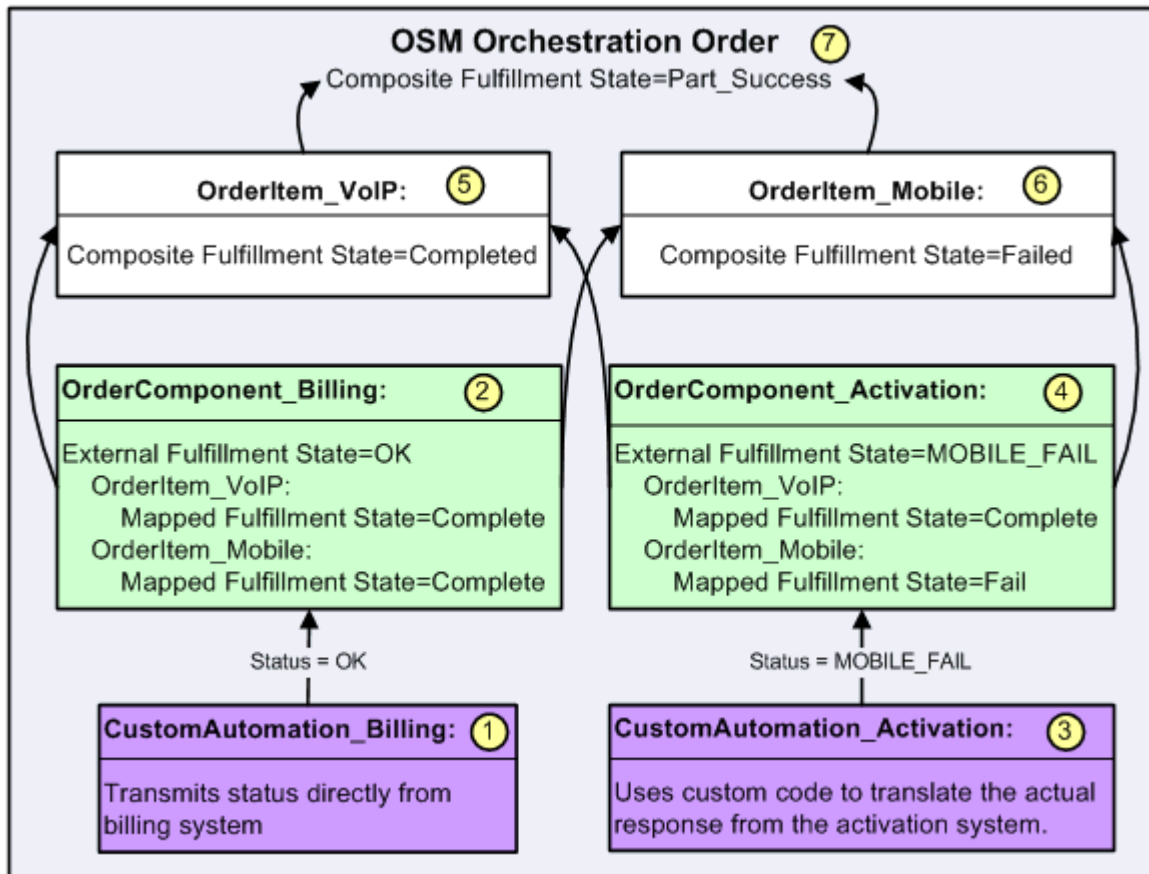 OSM Orchestration Order 7
Composite Fulfillment State=Part_Success
OrderItem_VoIP: 5
Composite Fulfillment State=Completed
OrderItem_Mobile: 6
Composite Fulfillment State=Failed
OrderComponent_Billing: 2
External Fulfillment State=OK
OrderItem_VoIP:
Mapped Fulfillment State=Complete
OrderItem_Mobile:
Mapped Fulfillment State=Complete
OrderComponent_Activation: 4
External Fulfillment State=MOBILE_FAIL
OrderItem_VoIP:
Mapped Fulfillment State=Complete
OrderItem_Mobile:
Mapped Fulfillment State=Fail
Status = OK
Status = MOBILE_FAIL
CustomAutomation_Billing: 1
Transmits status directly from
billing system
CustomAutomation_Activation: 3
Uses custom code to translate the actual
response from the activation system.